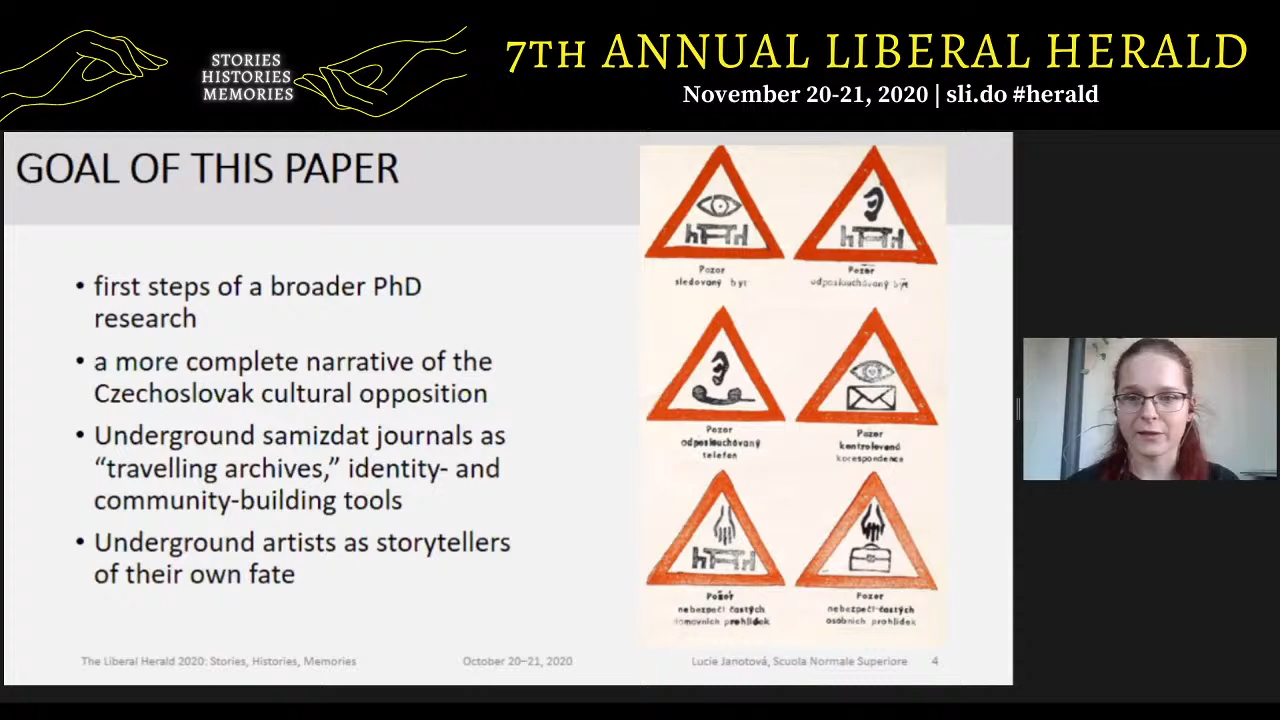 STORIES
HISTORIES
MEMORIES
7TH ANNUAL LIBERAL HERALD
November 20-21, 2020 | sli.do #herald
GOAL OF THIS PAPER
• first steps of a broader PhD
research
• a more complete narrative of the
Czechoslovak cultural opposition
• Underground samizdat journals as
“travelling archives,” identity- and
community-building tools
• Underground artists as storytellers
of their own fate
Pozor
sledovaný byt
Pozor
odposlouchávaný byt
Pozor
odposlouchávaný
telefon
Pozor
kontrolovaná
korespondence
Pozor
nebezpečí častých
domovních prohlídek
Pozor
nebezpečí častých
osobních prohlídek
The Liberal Herald 2020: Stories, Histories, Memories
October 20–21, 2020
Lucie Janotová, Scuola Normale Superiore
4